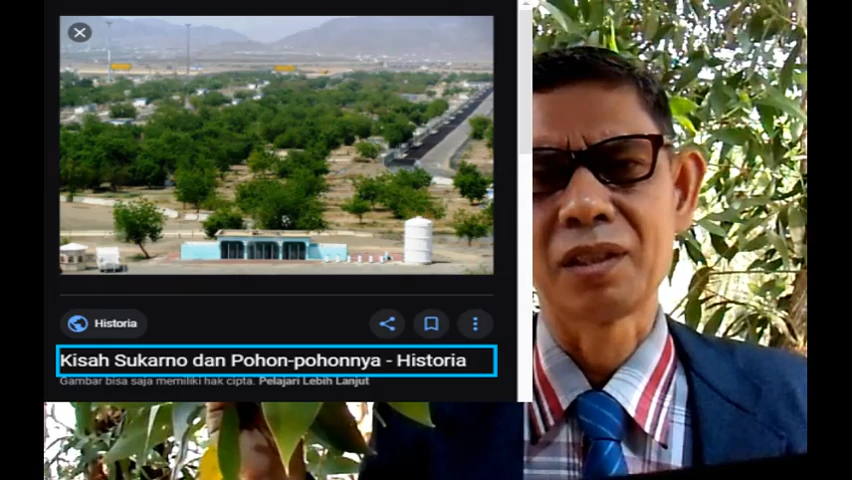 Historia
Kisah Sukarno dan Pohon-pohonnya - Historia
Gambar bisa saja memiliki hak cipta. Pelajari Lebih Lanjut